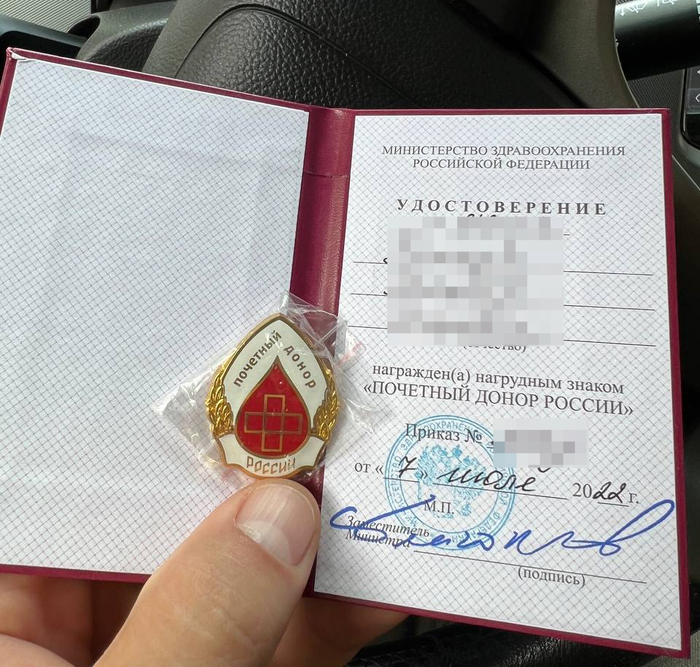 почетный донор
россии
МИНИСТЕРСТВО ЗДРАВООХРАНЕНИЯ
РОССИЙСКОЙ ФЕДЕРАЦИИ
УДОСТОВЕРЕНИЕ
награжден(а) нагрудным знаком
«ПОЧЕТНЫЙ ДОНОР РОССИИ»
Приказ №
от « 7 » июля 2022 г.
М.П.
Заместитель
Министра
(подпись)